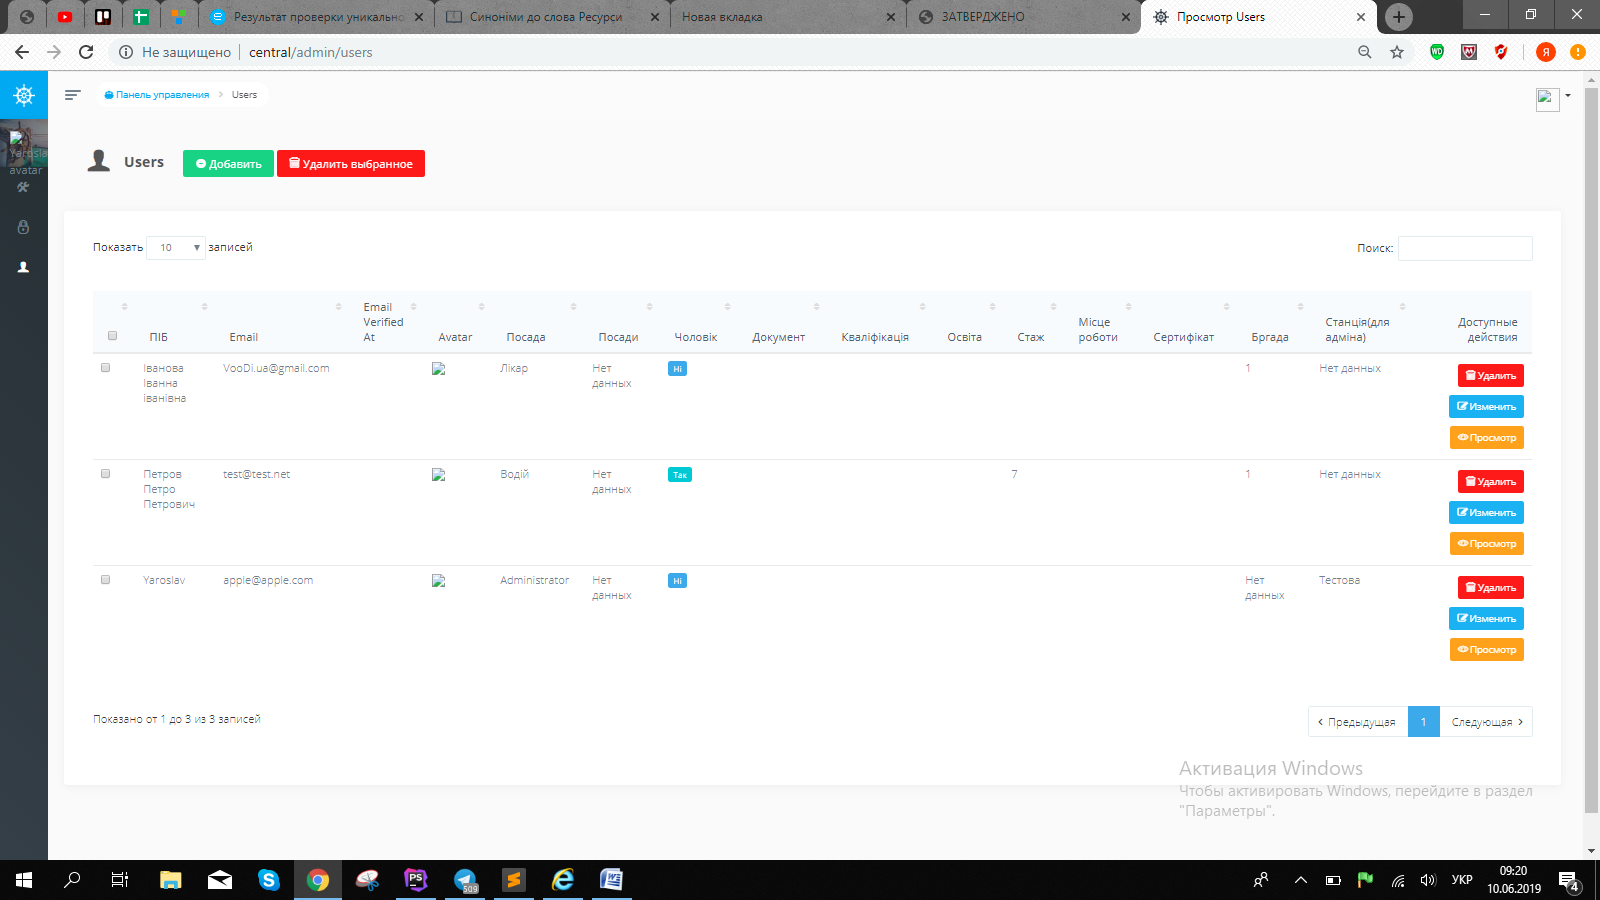 Результат проверки уникально
Синоніми до слова Ресурси
Новая вкладка
ЗАТВЕРДЖЕНО
Просмотр Users
Не защищено
central/admin/users
Я
Панель управления
Users
Yarosla
avatar
Users
Добавить
Удалить выбранное
Показать 10 записей
Поиск:
ПІБ
Email
Email Verified At
Avatar
Посада
Посади
Чоловік
Документ
Кваліфікація
Освіта
Стаж
Місце роботи
Сертифікат
Бргада
Станція(для адміна)
Доступные действия
Іванова
Іванна
іванівна
VooDi.ua@gmail.com
Лікар
Нет данных
Ні
1
Нет данных
Удалить
Изменить
Просмотр
Петров
Петро
Петрович
test@test.net
Водій
Нет данных
Так
7
1
Нет данных
Удалить
Изменить
Просмотр
Yaroslav
apple@apple.com
Administrator
Нет данных
Ні
Нет данных
Тестова
Удалить
Изменить
Просмотр
Показано от 1 до 3 из 3 записей
Предыдущая
1
Следующая
Активация Windows
Чтобы активировать Windows, перейдите в раздел
"Параметры".
509
УКР
09:20
10.06.2019
4